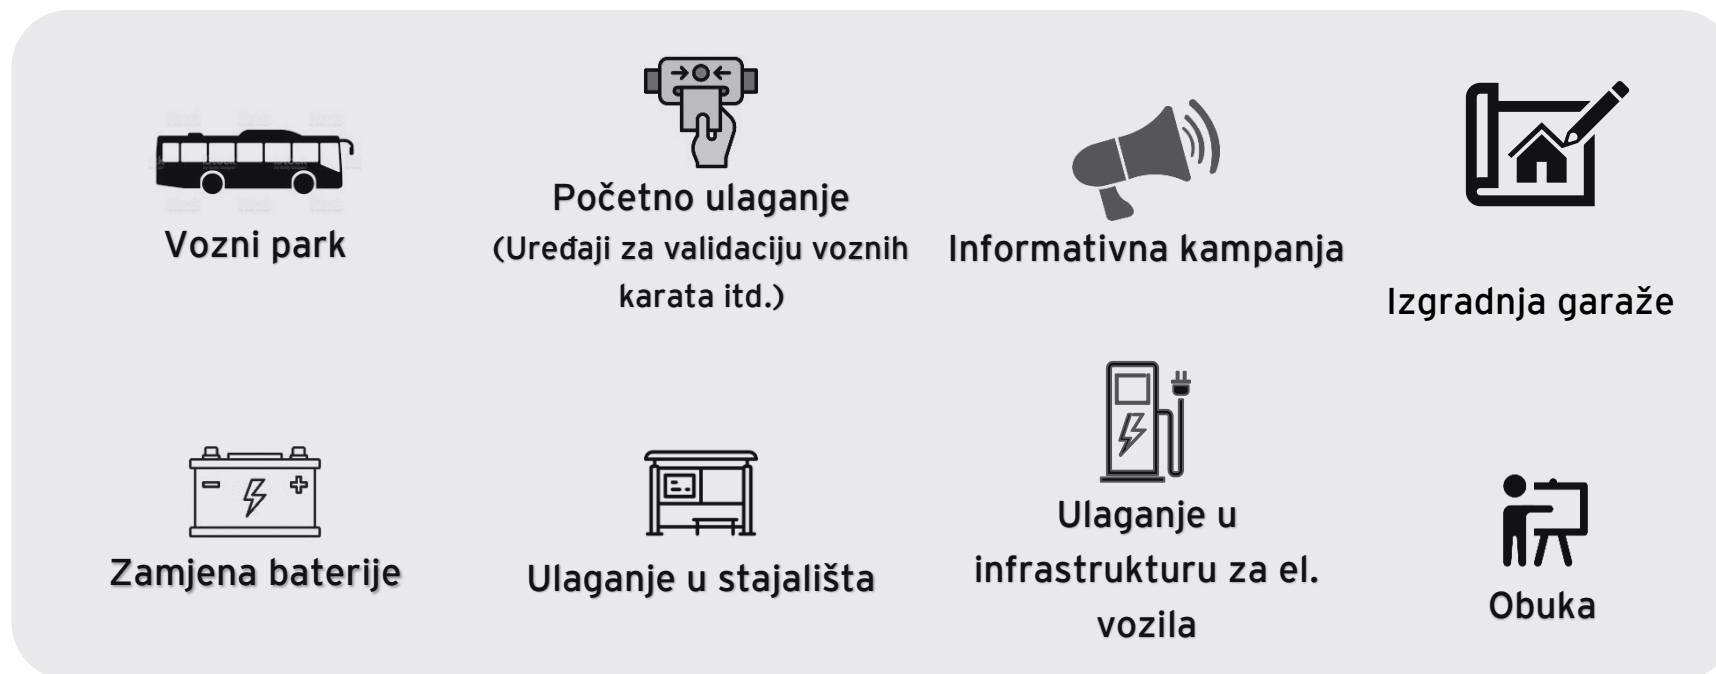 Vozni park
Početno ulaganje
(Uređaji za validaciju voznih
karata itd.)
Informativna kampanja
Izgradnja garaže
Zamjena baterije
Ulaganje u stajališta
Ulaganje u
infrastrukturu za el.
vozila
Obuka